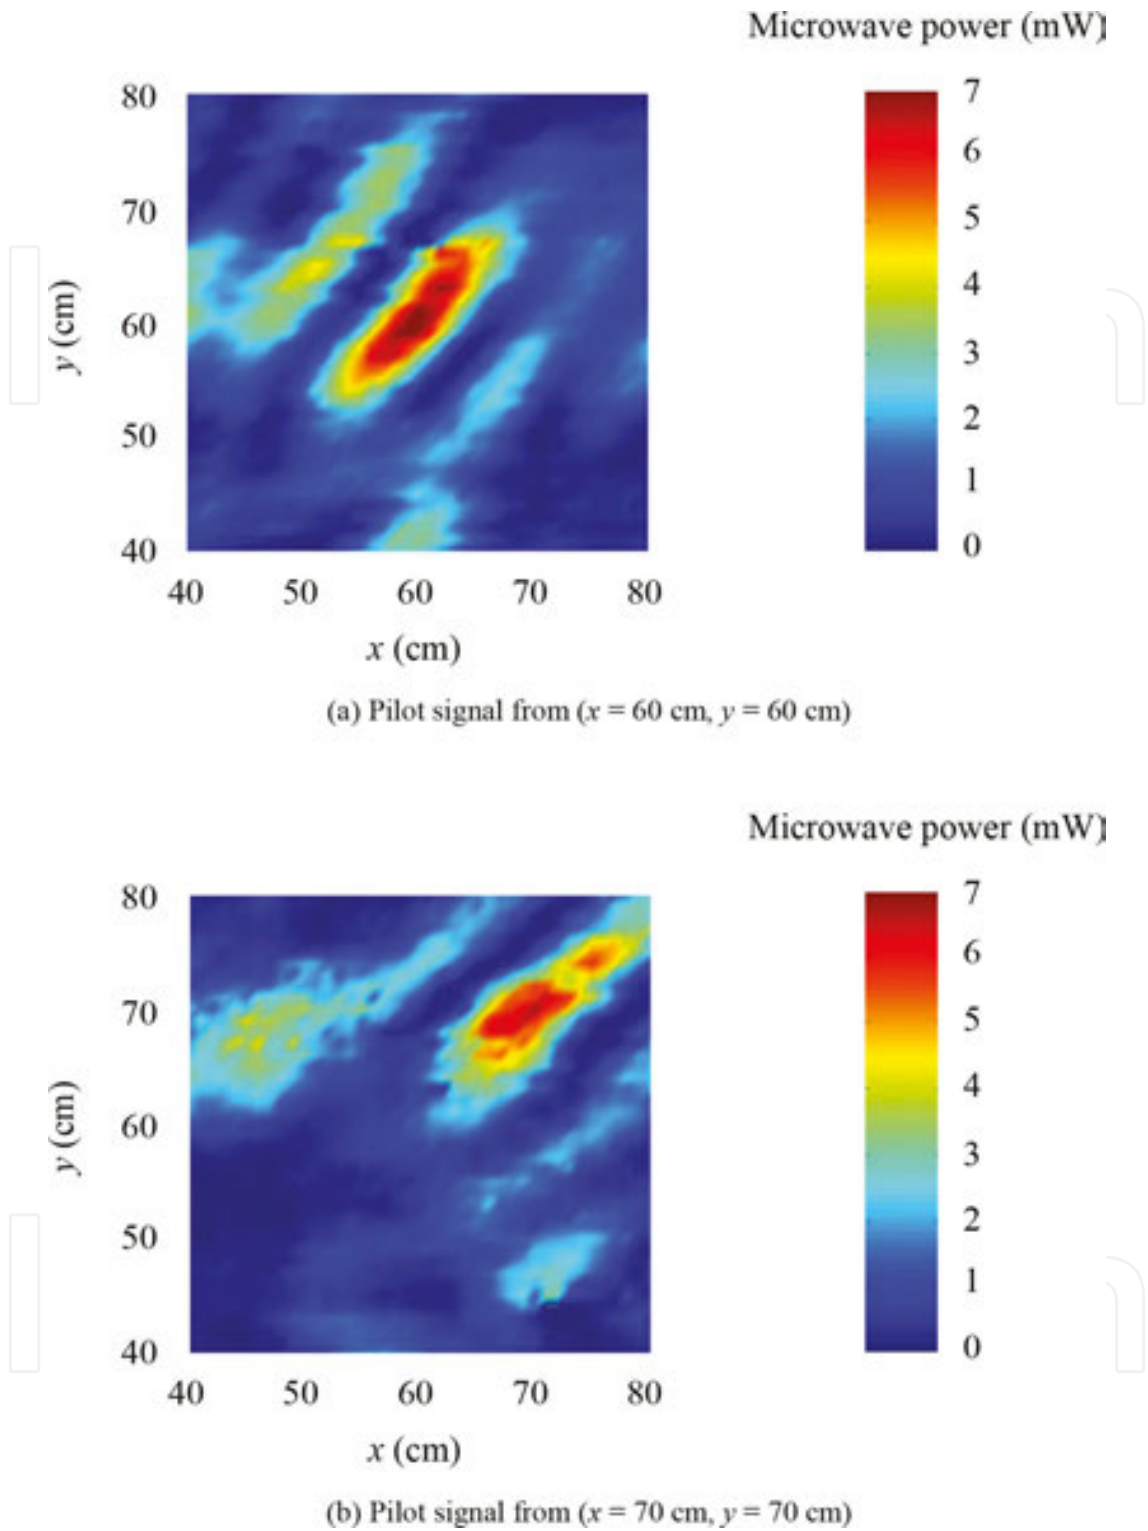 Microwave power (mW)
80
70
60
50
40
y (cm)
40 50 60 70 80
x (cm)
7
6
5
4
3
2
1
0
(a) Pilot signal from (x = 60 cm, y = 60 cm)
Microwave power (mW)
80
70
60
50
40
y (cm)
40 50 60 70 80
x (cm)
7
6
5
4
3
2
1
0
(b) Pilot signal from (x = 70 cm, y = 70 cm)